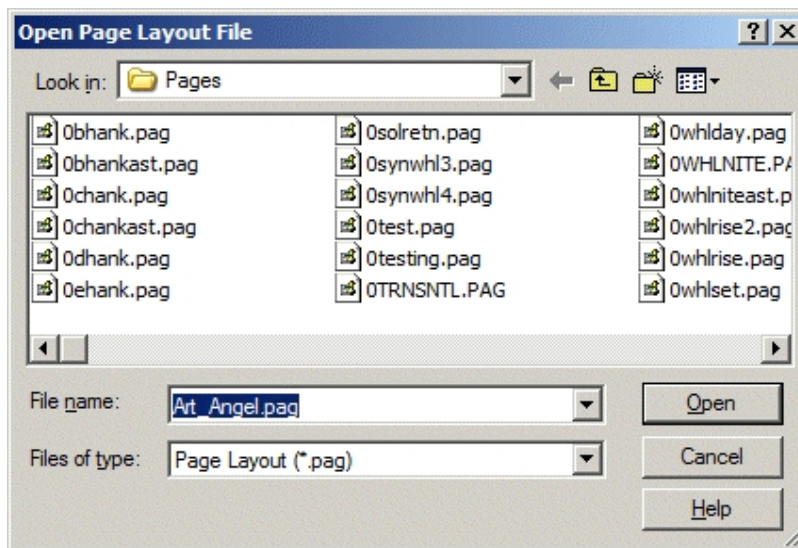 Open Page Layout File
Look in: Pages
0bhank.pag
0bhankast.pag
0chank.pag
0chankast.pag
0dhank.pag
0ehank.pag
0solretn.pag
0synwhl3.pag
0synwhl4.pag
0test.pag
0testing.pag
0TRNSNTL.PAG
0whlday.pag
0WHLNITE.PA
0whlniteast.p
0whlrise2.pag
0whlrise.pag
0whlset.pag
File name: Art_Angel.pag
Open
Files of type: Page Layout (*.pag)
Cancel
Help